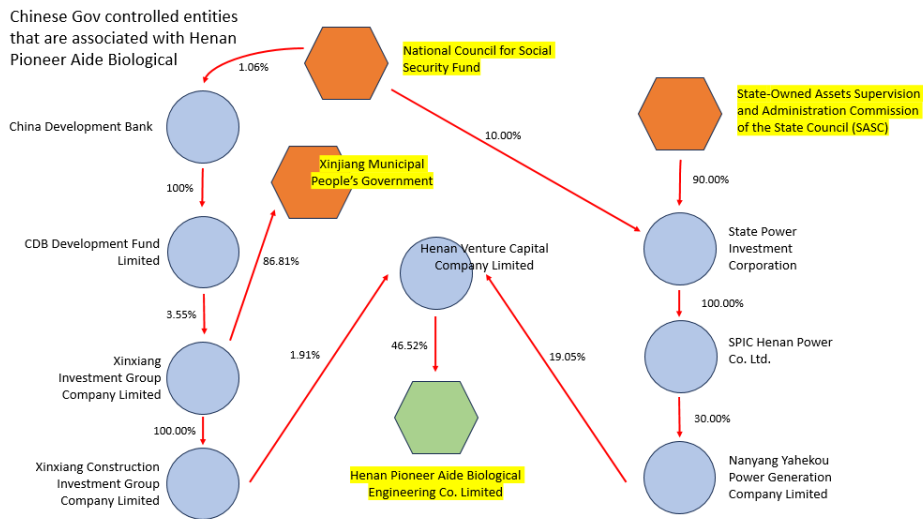 Chinese Gov controlled entities
that are associated with Henan
Pioneer Aide Biological
National Council for Social
Security Fund
1.06%
State-Owned Assets Supervision
and Administration Commission
of the State Council (SASC)
China Development Bank
10.00%
Xinjiang Municipal
People's Government
100%
90.00%
CDB Development Fund
Limited
86.81%
Henan Venture Capital
Company Limited
State Power
Investment
Corporation
3.55%
100.00%
1.91%
46.52%
19.05%
SPIC Henan Power
Co. Ltd.
Xinxiang
Investment Group
Company Limited
100.00%
30.00%
Xinxiang Construction
Investment Group
Company Limited
Henan Pioneer Aide Biological
Engineering Co. Limited
Nanyang Yahekou
Power Generation
Company Limited